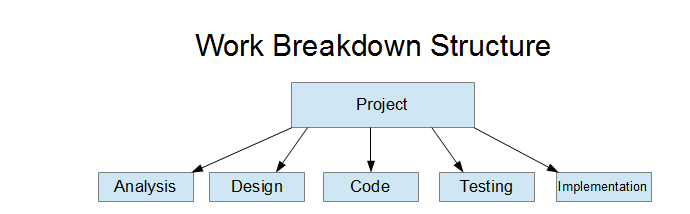 Work Breakdown Structure
Project
Analysis
Design
Code
Testing
Implementation